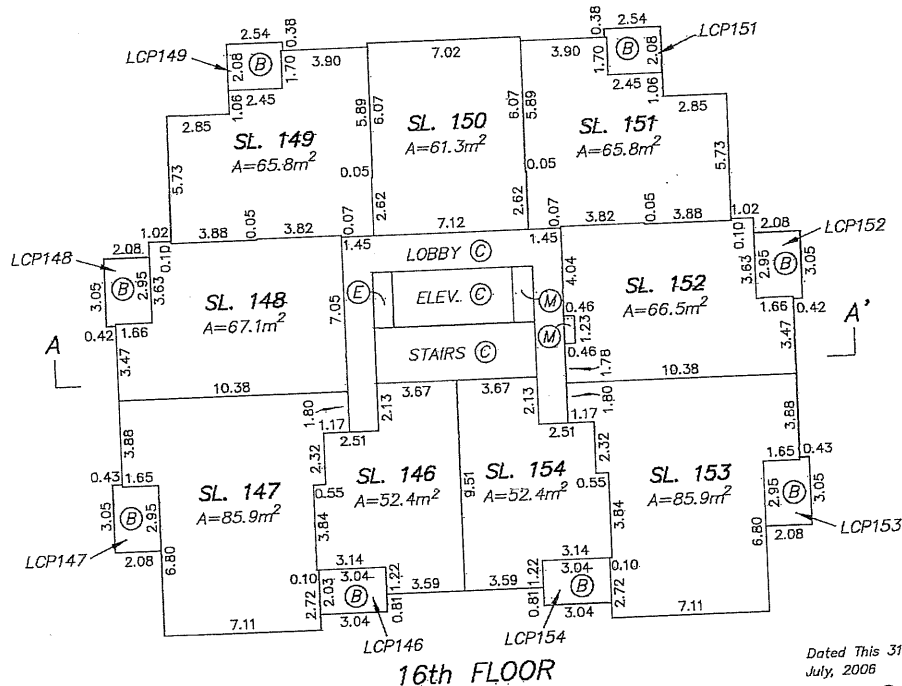 2.54 0.38 7.02 0.38 2.54
LCP149 2.08 B 1.70 3.90 3.90 1.70 B 2.08 LCP151
2.45 2.45
1.06 5.89 6.07 6.07 5.89 1.06
2.85 2.85
SL. 149 SL. 150 SL. 151
A=65.8m² A=61.3m² A=65.8m²
5.73 0.05 0.05 5.73
2.62 2.62
1.02 3.88 0.05 3.82 0.07 7.12 0.07 3.82 0.05 3.88 1.02
2.08 0.10 1.45 1.45 0.10 2.08
LCP148 LOBBY C LCP152
3.05 B 2.95 3.63 7.05 E ELEV. C M 4.04 3.63 2.95 B 3.05
SL. 148 SL. 152
A=67.1m² A=66.5m²
0.42 1.66 0.46 1.66 0.42
A STAIRS C M 1.23 A'
3.47 0.46 3.47
10.38 1.78 10.38
3.67 3.67
1.80 2.13 2.13 1.80
1.17 2.51 2.51 1.17
3.88 2.32 2.32 3.88
0.43 1.65 SL. 147 SL. 146 SL. 154 SL. 153 1.65 0.43
A=85.9m² A=52.4m² 9.51 A=52.4m² A=85.9m²
0.55 0.55
3.05 B 2.95 3.84 3.84 2.95 B 3.05
LCP147 2.08 6.80 6.80 2.08 LCP153
3.14 3.14
0.10 3.04 1.22 3.59 3.59 1.22 3.04 0.10
2.72 2.03 B 0.81 0.81 B 2.72
7.11 3.04 3.04 7.11
LCP146 LCP154
16th FLOOR
Dated This 31
July, 2006